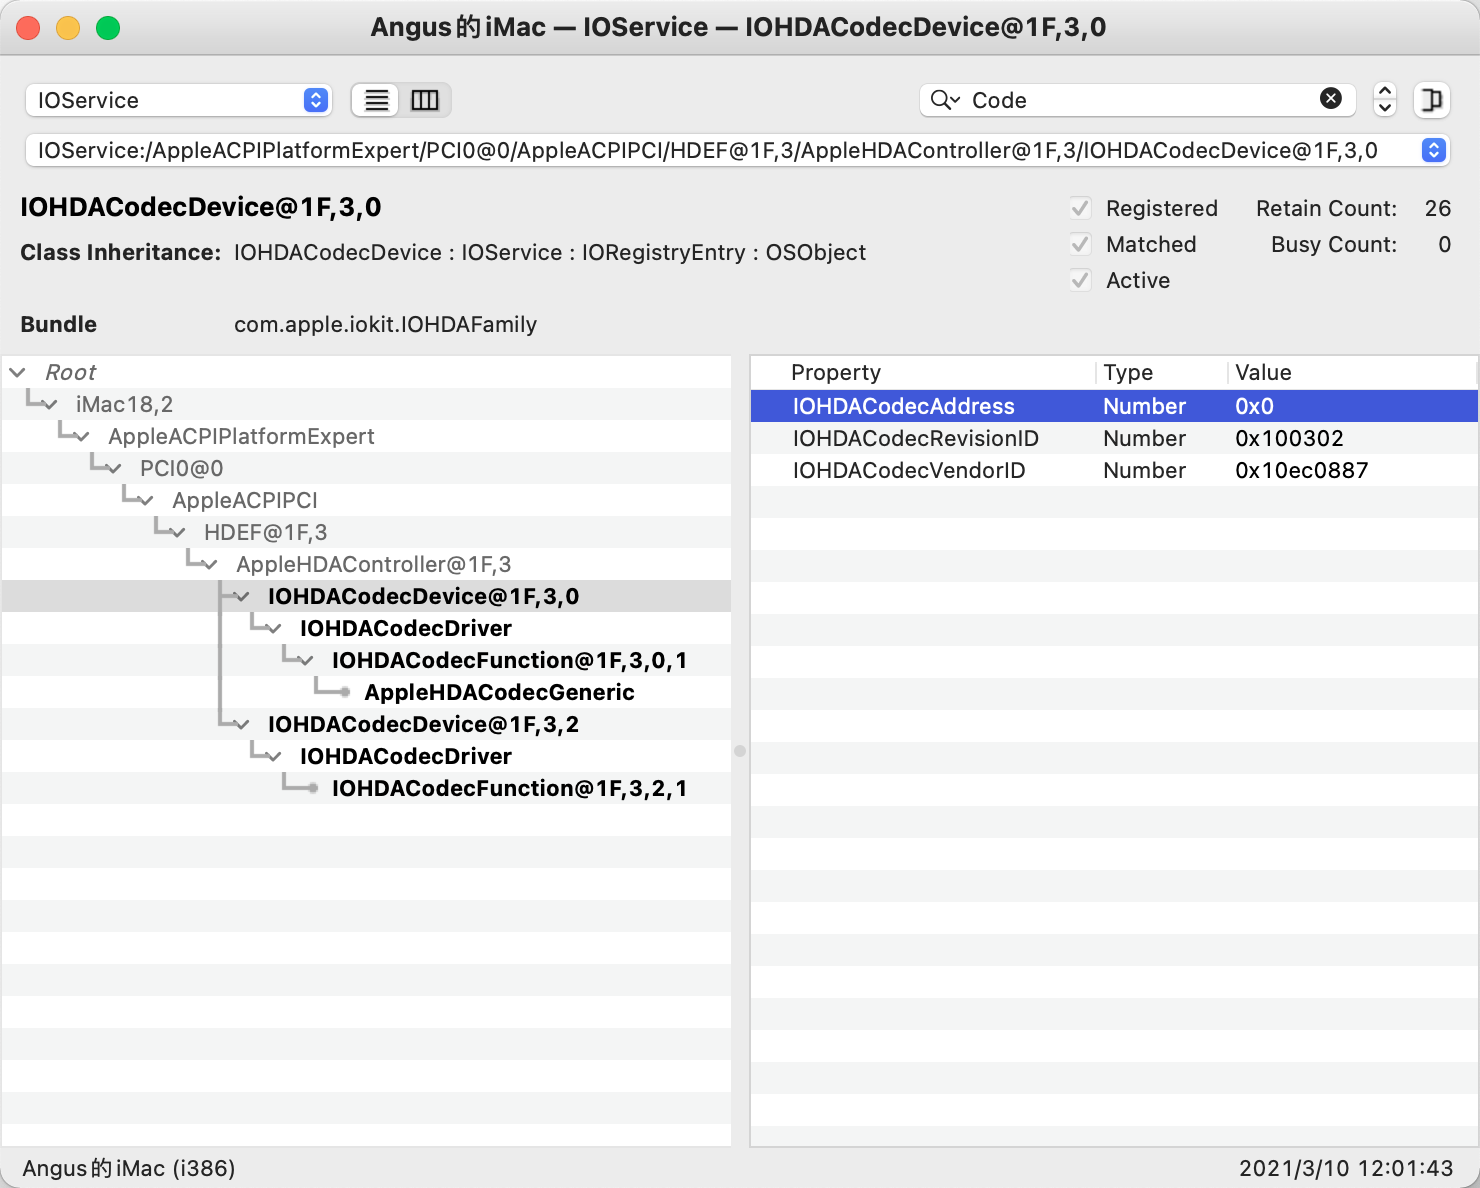 Angus的iMac — IOService — IOHDACodecDevice@1F,3,0
IOService
Code
IOService:/AppleACPIPlatformExpert/PCI0@0/AppleACPIPCI/HDEF@1F,3/AppleHDAController@1F,3/IOHDACodecDevice@1F,3,0
IOHDACodecDevice@1F,3,0
Registered Retain Count: 26
Class Inheritance: IOHDACodecDevice : IOService : IORegistryEntry : OSObject
Matched Busy Count: 0
Active
Bundle com.apple.iokit.IOHDAFamily
Root
iMac18,2
AppleACPIPlatformExpert
PCI0@0
AppleACPIPCI
HDEF@1F,3
AppleHDAController@1F,3
IOHDACodecDevice@1F,3,0
IOHDACodecDriver
IOHDACodecFunction@1F,3,0,1
AppleHDACodecGeneric
IOHDACodecDevice@1F,3,2
IOHDACodecDriver
IOHDACodecFunction@1F,3,2,1
Property Type Value
IOHDACodecAddress Number 0x0
IOHDACodecRevisionID Number 0x100302
IOHDACodecVendorID Number 0x10ec0887
Angus的iMac (i386)
2021/3/10 12:01:43